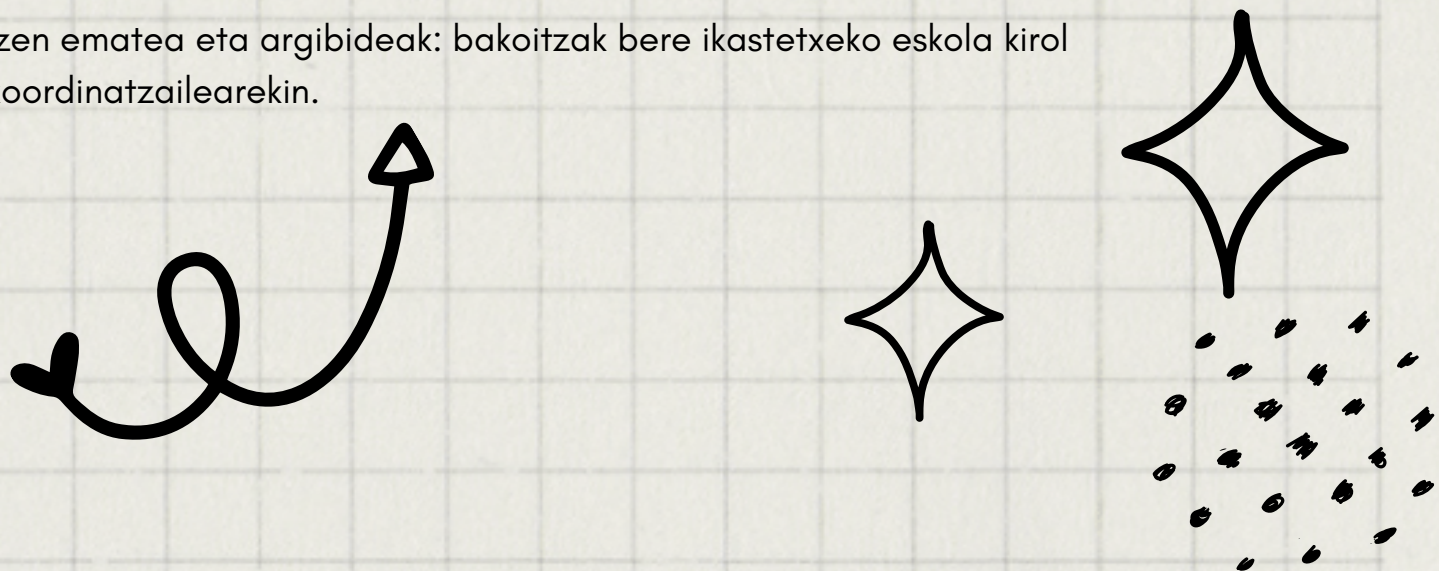 zen ematea eta argibideak: bakoitzak bere ikastetxeko eskola kirol
oordinatzailearekin.